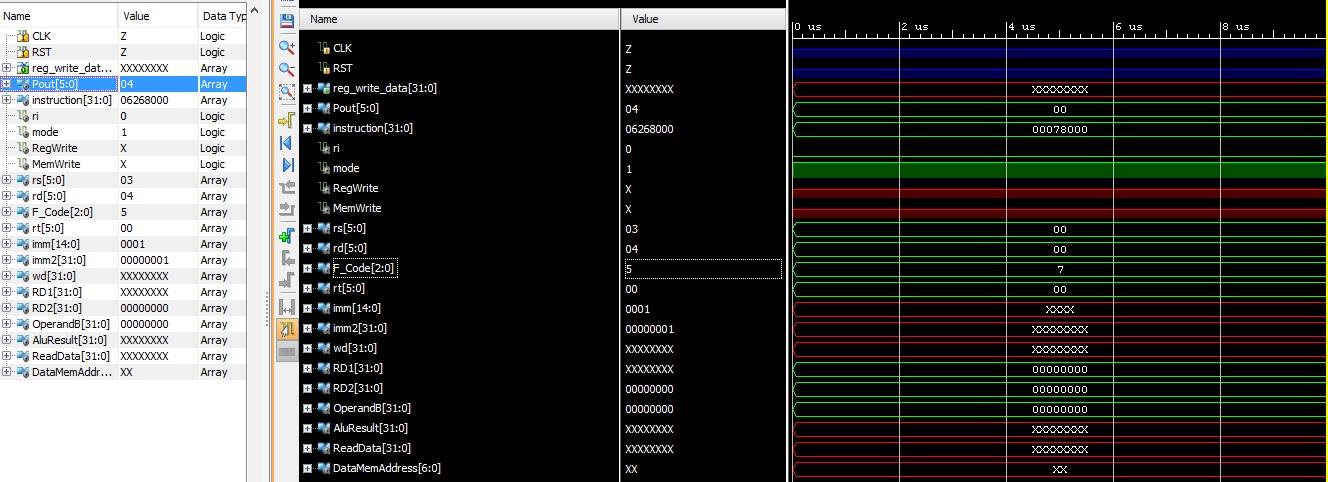 Name Value Data Typ
CLK Z Logic
RST Z Logic
reg_write_dat... XXXXXXXX Array
Pout[5:0] 04 Array
instruction[31:0] 06268000 Array
ri 0 Logic
mode 1 Logic
RegWrite X Logic
MemWrite X Logic
rs[5:0] 03 Array
rd[5:0] 04 Array
F_Code[2:0] 5 Array
rt[5:0] 00 Array
imm[14:0] 0001 Array
imm2[31:0] 00000001 Array
wd[31:0] XXXXXXXX Array
RD1[31:0] XXXXXXXX Array
RD2[31:0] 00000000 Array
OperandB[31:0] 00000000 Array
AluResult[31:0] XXXXXXXX Array
ReadData[31:0] XXXXXXXX Array
DataMemAddr... XX Array
Name Value
CLK Z
RST Z
reg_write_data[31:0] XXXXXXXX
Pout[5:0] 04
instruction[31:0] 06268000
ri 0
mode 1
RegWrite X
MemWrite X
rs[5:0] 03
rd[5:0] 04
F_Code[2:0] 5
rt[5:0] 00
imm[14:0] 0001
imm2[31:0] 00000001
wd[31:0] XXXXXXXX
RD1[31:0] XXXXXXXX
RD2[31:0] 00000000
OperandB[31:0] 00000000
AluResult[31:0] XXXXXXXX
ReadData[31:0] XXXXXXXX
DataMemAddress[6:0] XX
0 us 2 us 4 us 6 us 8 us
XXXXXXXX
00
00078000
00
00
7
00
XXXX
XXXXXXXX
XXXXXXXX
00000000
00000000
00000000
XXXXXXXX
XXXXXXXX
XX